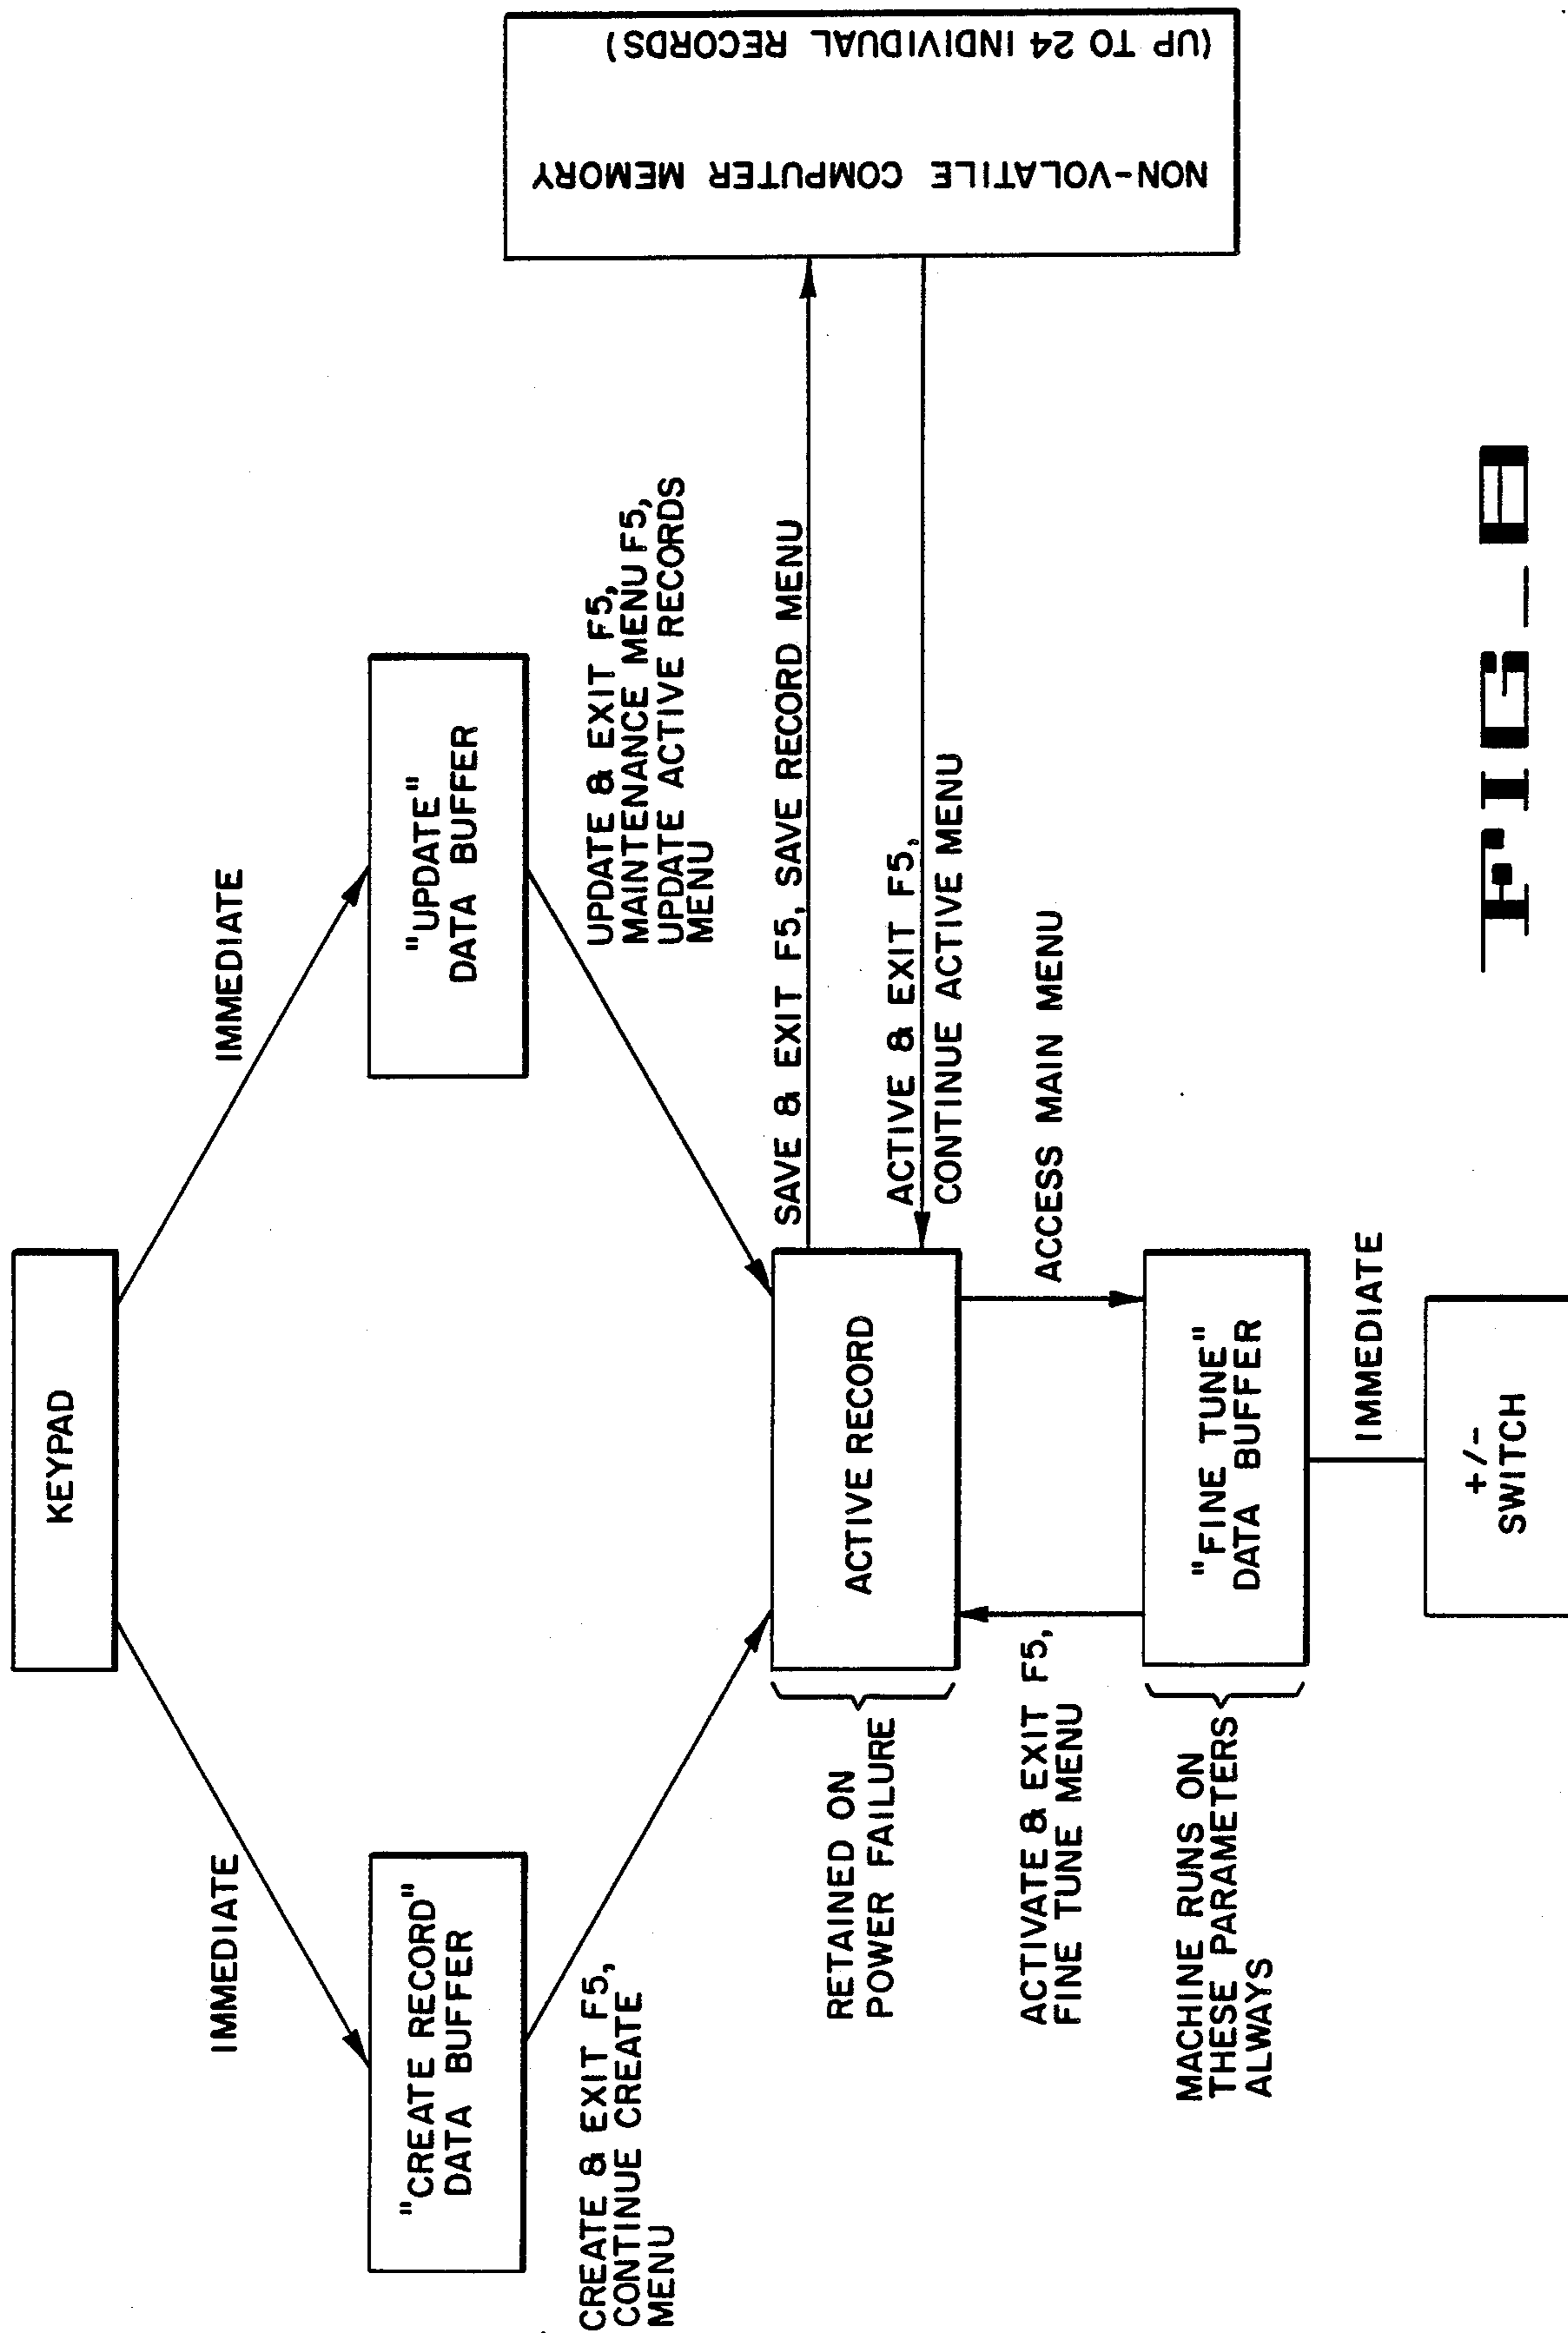 KEYPAD
IMMEDIATE
IMMEDIATE
"CREATE RECORD"
DATA BUFFER
"UPDATE"
DATA BUFFER
CREATE & EXIT F5,
CONTINUE CREATE
MENU
UPDATE & EXIT F5,
MAINTENANCE MENU F5,
UPDATE ACTIVE RECORDS
MENU
RETAINED ON
POWER FAILURE
ACTIVE RECORD
SAVE & EXIT F5, SAVE RECORD MENU
ACTIVE & EXIT F5,
CONTINUE ACTIVE MENU
NON-VOLATILE COMPUTER MEMORY
(UP TO 24 INDIVIDUAL RECORDS)
ACTIVATE & EXIT F5,
FINE TUNE MENU
ACCESS MAIN MENU
MACHINE RUNS ON
THESE PARAMETERS
ALWAYS
"FINE TUNE"
DATA BUFFER
IMMEDIATE
+/-
SWITCH
FIG-8